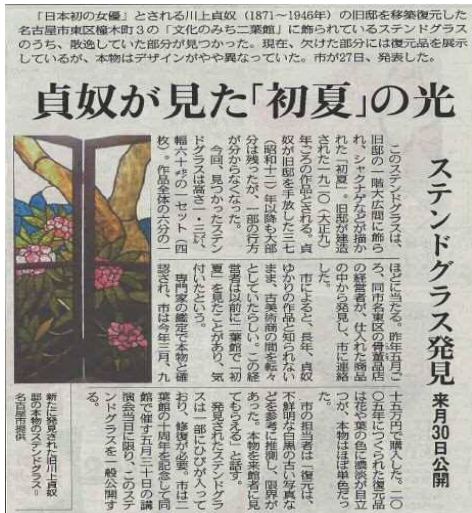 「日本初の女優」とされる川上貞奴(1871〜1946年)の旧邸を移築復元した
名古屋市東区橦木町3の「文化のみち二葉館」に飾られているステンドグラス
のうち、散逸していた部分が見つかった。現在、欠けた部分には復元品を展示
しているが、本物はデザインがやや異なっていた。市が27日、発表した。
貞奴が見た「初夏」の光
ステンドグラス発見
来月30日公開
このステンドグラスは、
旧邸の一階大広間に飾ら
れ、シャクナゲなどが描か
れた「初夏」。旧邸が建造
された一九二〇(大正九)
年ごろの作品とされる。貞
奴が旧邸を手放した三七
(昭和十二)年以降も大部
分は残ったが、一部の行方
が分からなくなった。
今回、見つかったステン
ドグラスは高さ一・三㍍、
幅六十㌢の一セット(四
枚)。作品全体の六分の一
ほどに当たる。昨年五月ご
ろ、同市名東区の骨董品店
の経営者が、仕入れた商品
の中から発見し、市に連絡
した。
市によると、長年、貞奴
ゆかりの作品と知られない
まま、古美術商の間を転々
としていたらしい。この経
営者は以前に二葉館で「初
夏」を見たことがあり、気
付いたという。
専門家の鑑定で本物と確
認され、市は今年三月、九
十五万円で購入した。二〇
〇五年につくられた復元品
は花や葉の色に濃淡が目立
つが、本物はほぼ単色だっ
た。
市の担当者は「復元は、
不鮮明な白黒の古い写真な
どを参考に推測し、限界が
あった。本物を来館者に見
てもらえる」と話す。
発見されたステンドグラ
スは一部にひびが入って
おり、修復が必要。市は二
葉館の十周年を記念して同
館で催す五月三十日の講
演会当日に限り、このステ
ンドグラスを一般公開す
る。
新たに発見された旧川上貞奴
邸の本物のステンドグラス=
名古屋市提供